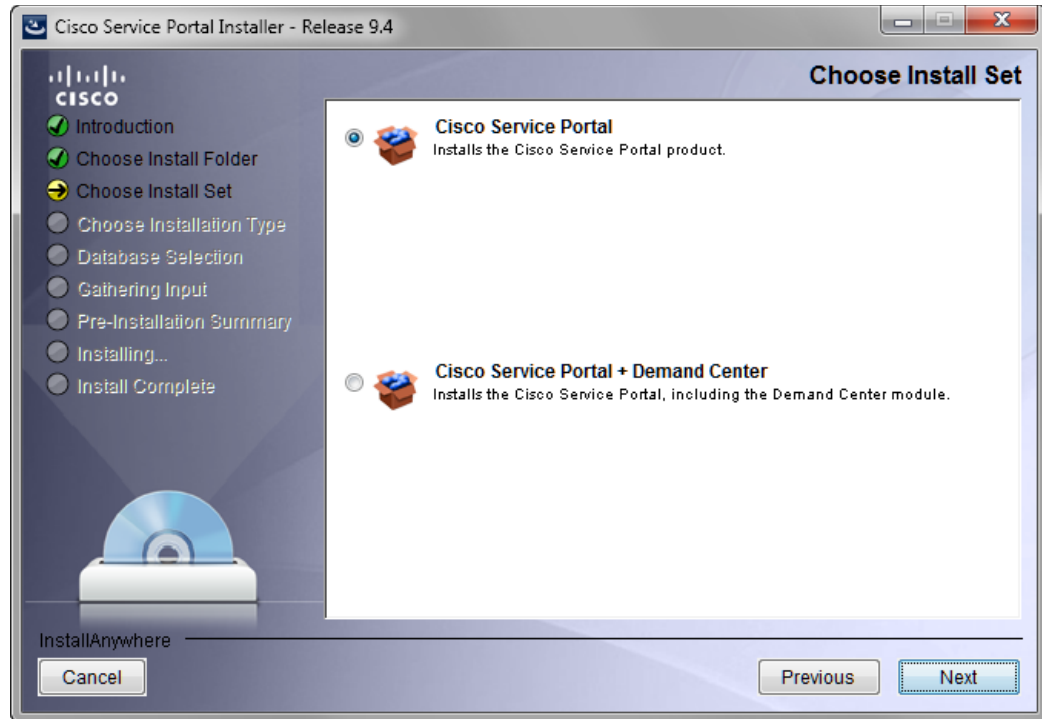 Cisco Service Portal Installer - Release 9.4
CISCO
Choose Install Set
Introduction
Choose Install Folder
Choose Install Set
Choose Installation Type
Database Selection
Gathering Input
Pre-Installation Summary
Installing...
Install Complete
Cisco Service Portal
Installs the Cisco Service Portal product.
Cisco Service Portal + Demand Center
Installs the Cisco Service Portal, including the Demand Center module.
InstallAnywhere
Cancel
Previous
Next